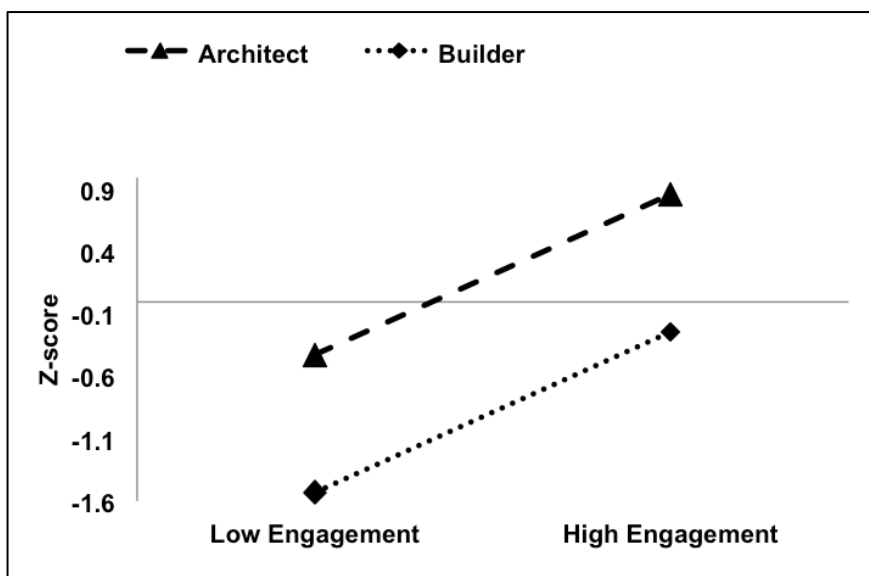 Architect Builder
0.9
0.4
-0.1
-0.6
-1.1
-1.6
Z-score
Low Engagement High Engagement